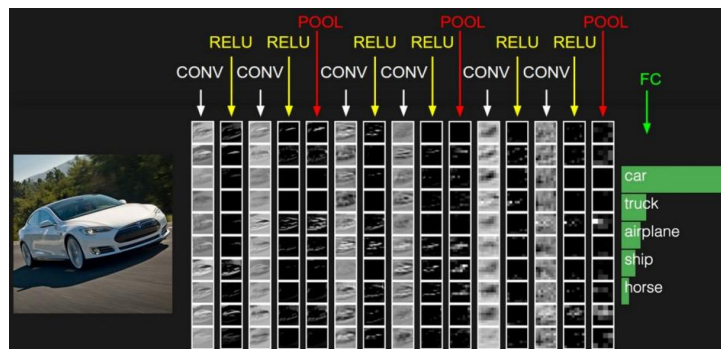 POOL POOL POOL
RELU RELU RELU RELU RELU RELU
CONV CONV CONV CONV CONV CONV
FC
car
truck
airplane
ship
horse